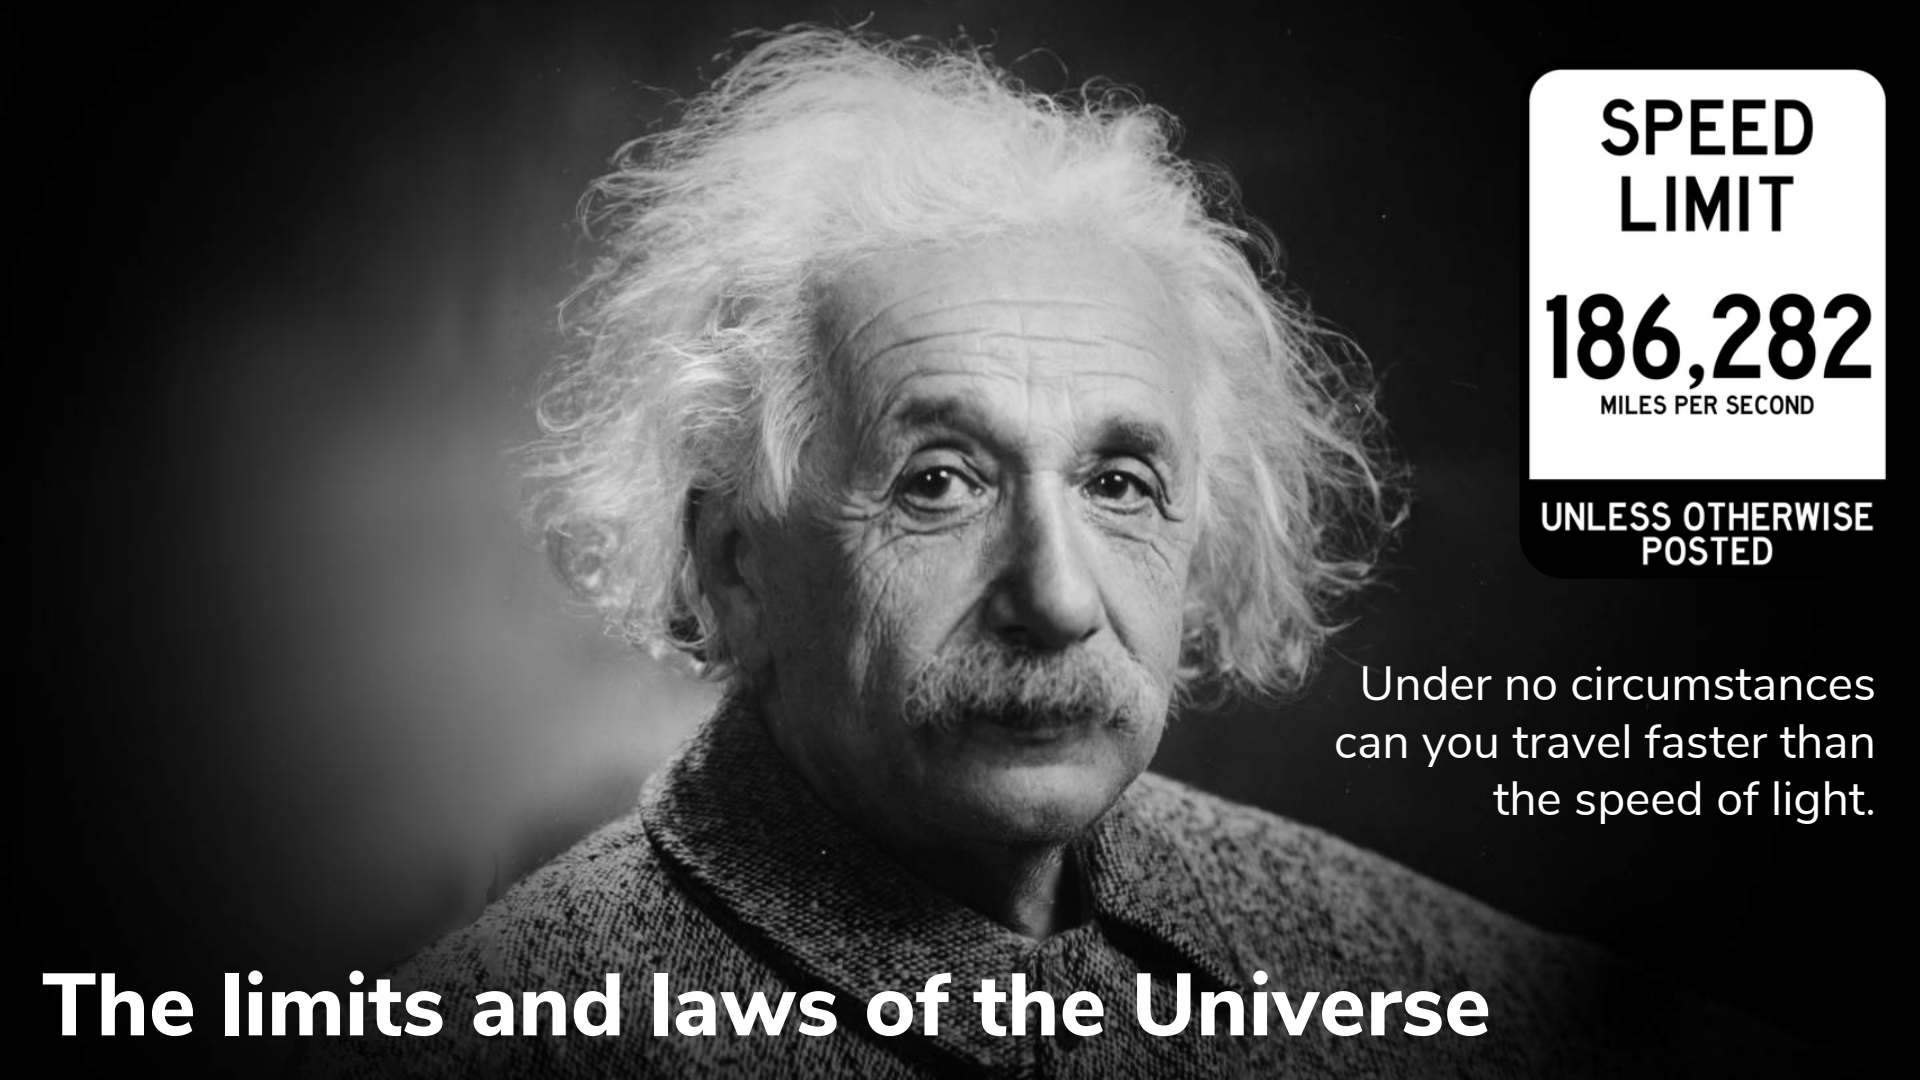 SPEED
LIMIT
186,282
MILES PER SECOND
UNLESS OTHERWISE
POSTED
Under no circumstances
can you travel faster than
the speed of light.
The limits and laws of the Universe